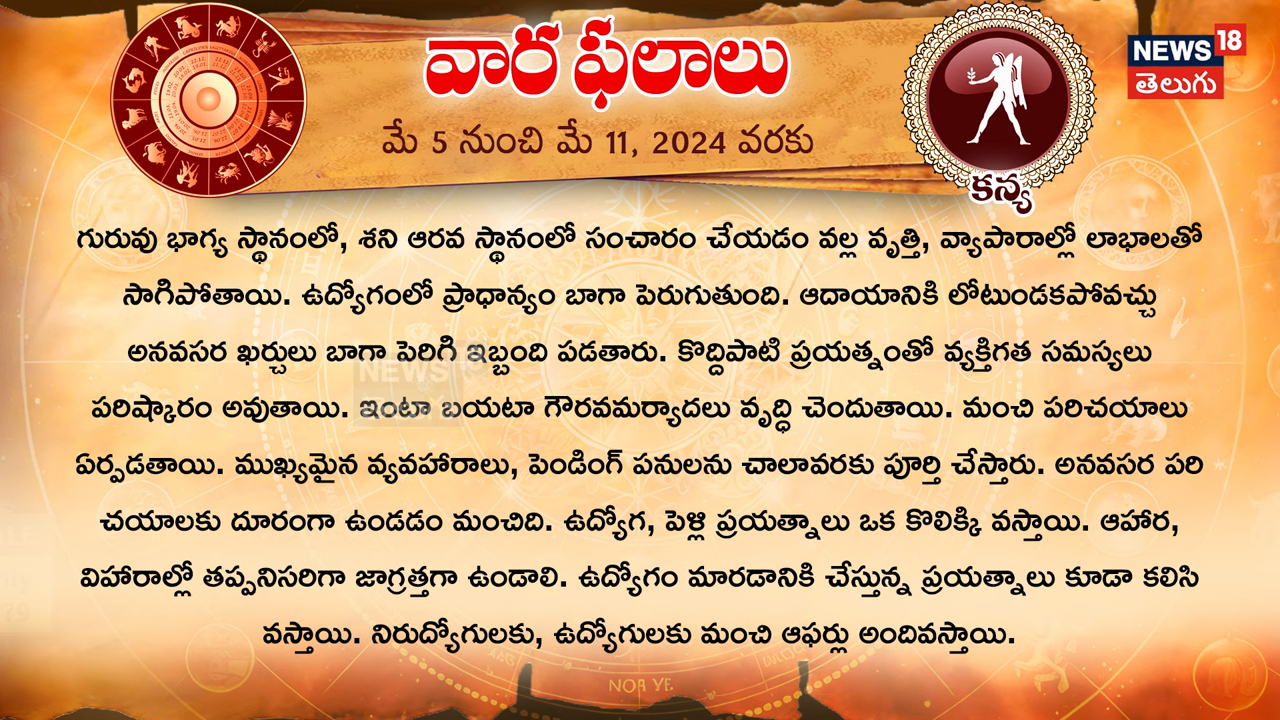 వార ఫలాలు
మే 5 నుంచి మే 11, 2024 వరకు
NEWS 18
తెలుగు
కన్య
గురువు భాగ్య స్థానంలో, శని ఆరవ స్థానంలో సంచారం చేయడం వల్ల వృత్తి, వ్యాపారాల్లో లాభాలతో
సాగిపోతాయి. ఉద్యోగంలో ప్రాధాన్యం బాగా పెరుగుతుంది. ఆదాయానికి లోటుండకపోవచ్చు
అనవసర ఖర్చులు బాగా పెరిగి ఇబ్బంది పడతారు. కొద్దిపాటి ప్రయత్నంతో వ్యక్తిగత సమస్యలు
పరిష్కారం అవుతాయి. ఇంటా బయటా గౌరవమర్యాదలు వృద్ధి చెందుతాయి. మంచి పరిచయాలు
ఏర్పడతాయి. ముఖ్యమైన వ్యవహారాలు, పెండింగ్ పనులను చాలావరకు పూర్తి చేస్తారు. అనవసర పరి
చయాలకు దూరంగా ఉండడం మంచిది. ఉద్యోగ, పెళ్లి ప్రయత్నాలు ఒక కొలిక్కి వస్తాయి. ఆహార,
విహారాల్లో తప్పనిసరిగా జాగ్రత్తగా ఉండాలి. ఉద్యోగం మారడానికి చేస్తున్న ప్రయత్నాలు కూడా కలిసి
వస్తాయి. నిరుద్యోగులకు, ఉద్యోగులకు మంచి ఆఫర్లు అందివస్తాయి.